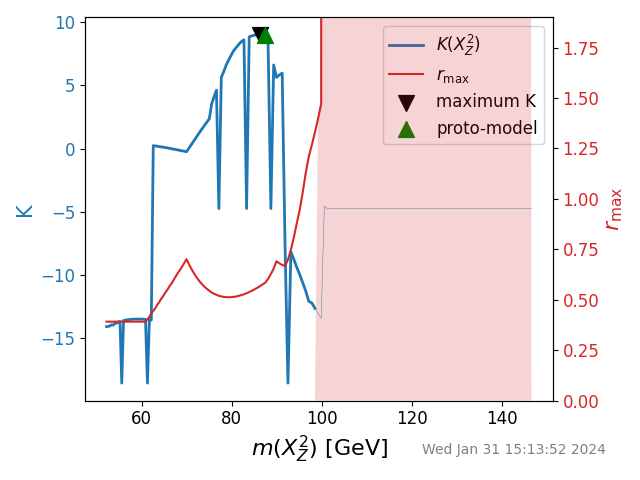 K(X_Z^2)
r_max
maximum K
proto-model
10
5
0
−5
−10
−15
K
1.75
1.50
1.25
1.00
0.75
0.50
0.25
0.00
r_max
60
80
100
120
140
m(X_Z^2) [GeV]
Wed Jan 31 15:13:52 2024